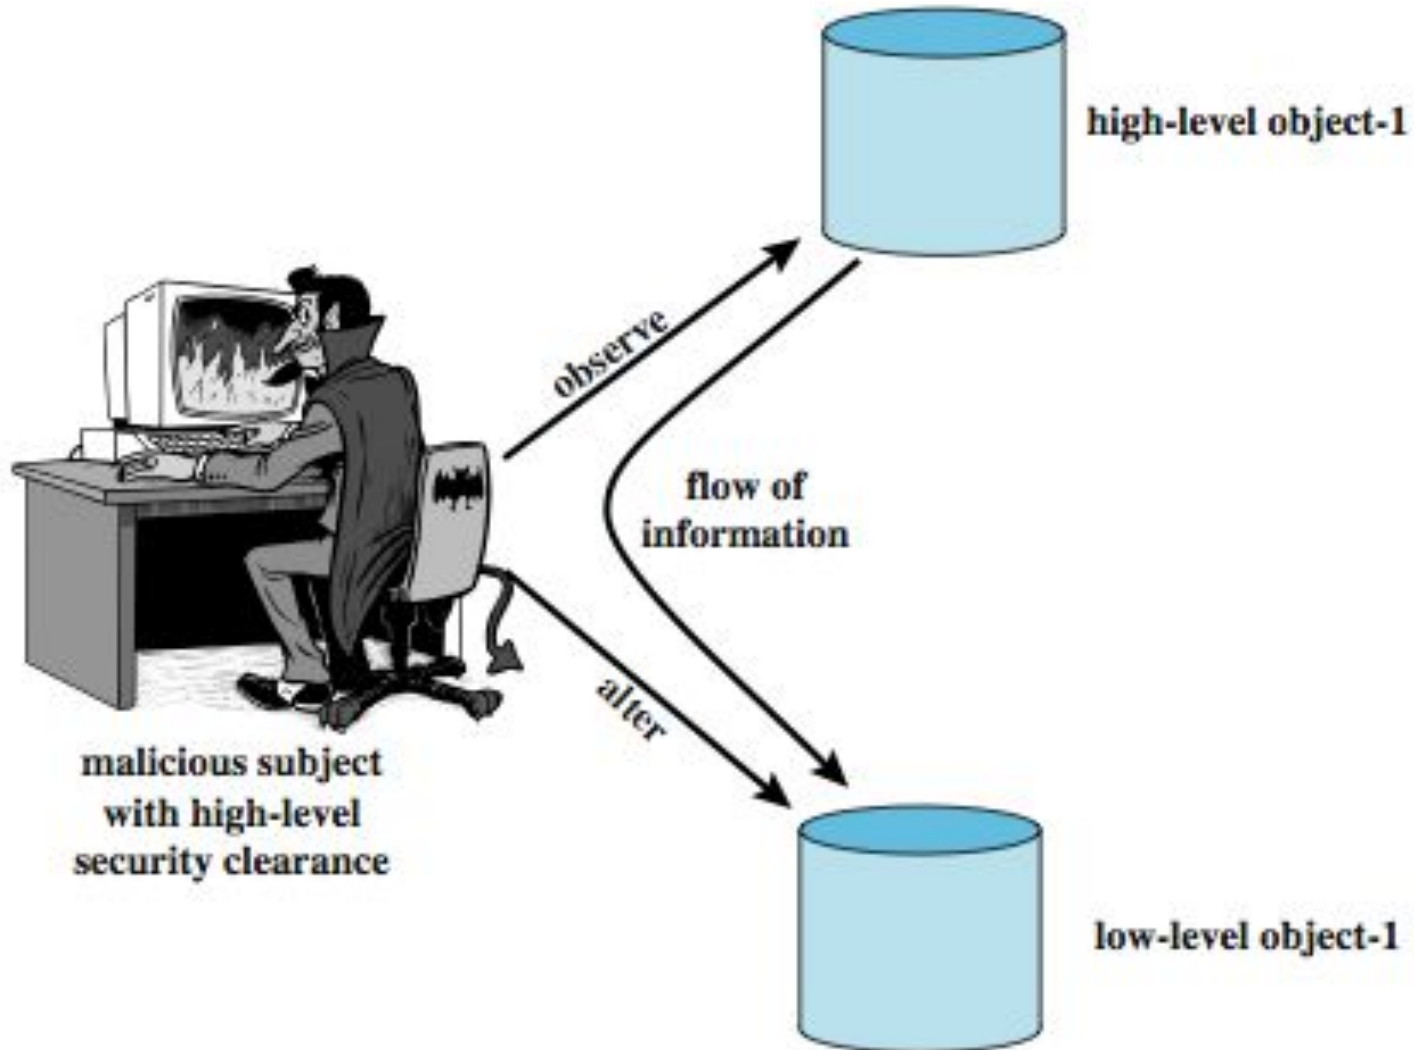 high-level object-1
observe
flow of
information
alter
malicious subject
with high-level
security clearance
low-level object-1